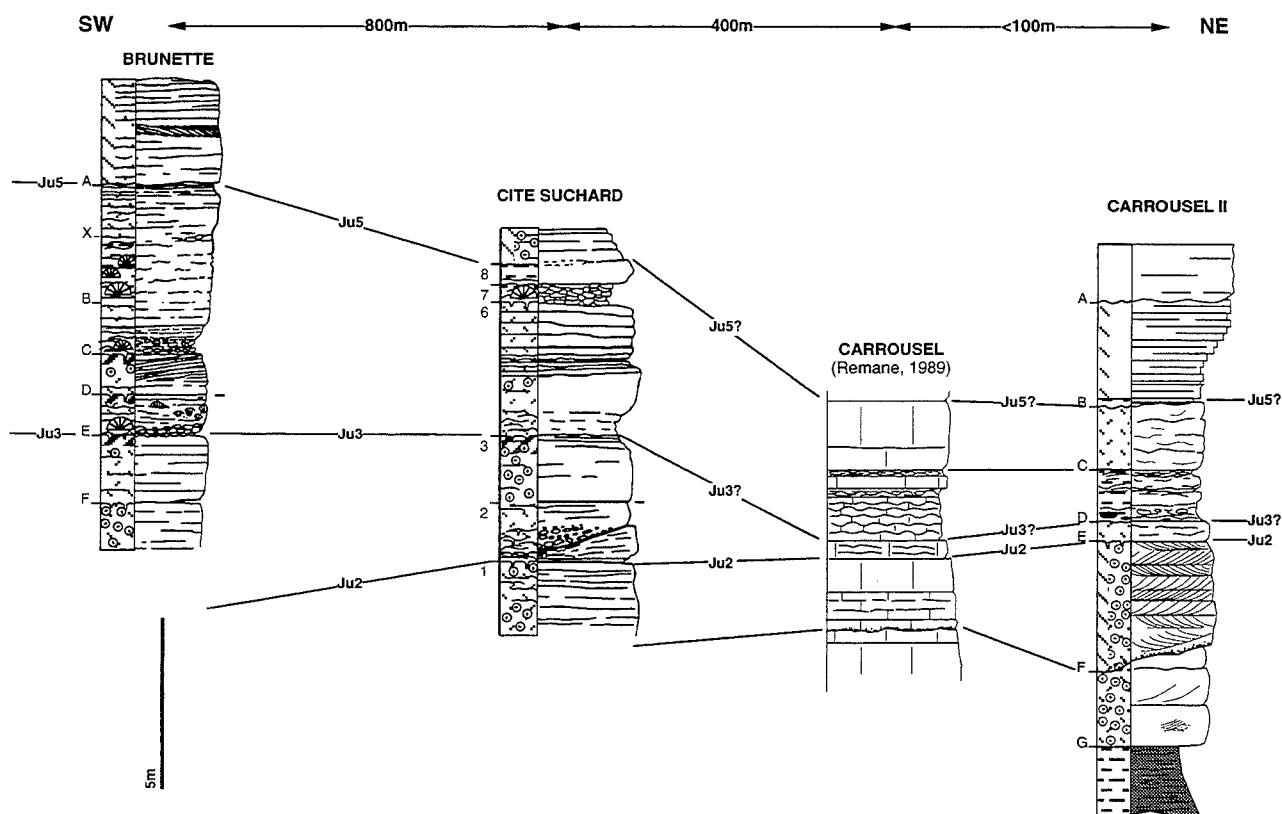 SW 800m 400m <100m NE
BRUNETTE
CITE SUCHARD
CARROUSEL II
CARROUSEL
(Remane, 1989)
Ju5 A
X
B
C
D
Ju3 E
F
Ju5
Ju3
Ju2
8
7
6
3
2
1
Ju5?
Ju3?
Ju2
Ju5?
Ju3?
Ju2
A
B
C
D
E
F
G
Ju5?
Ju3?
Ju2
5m